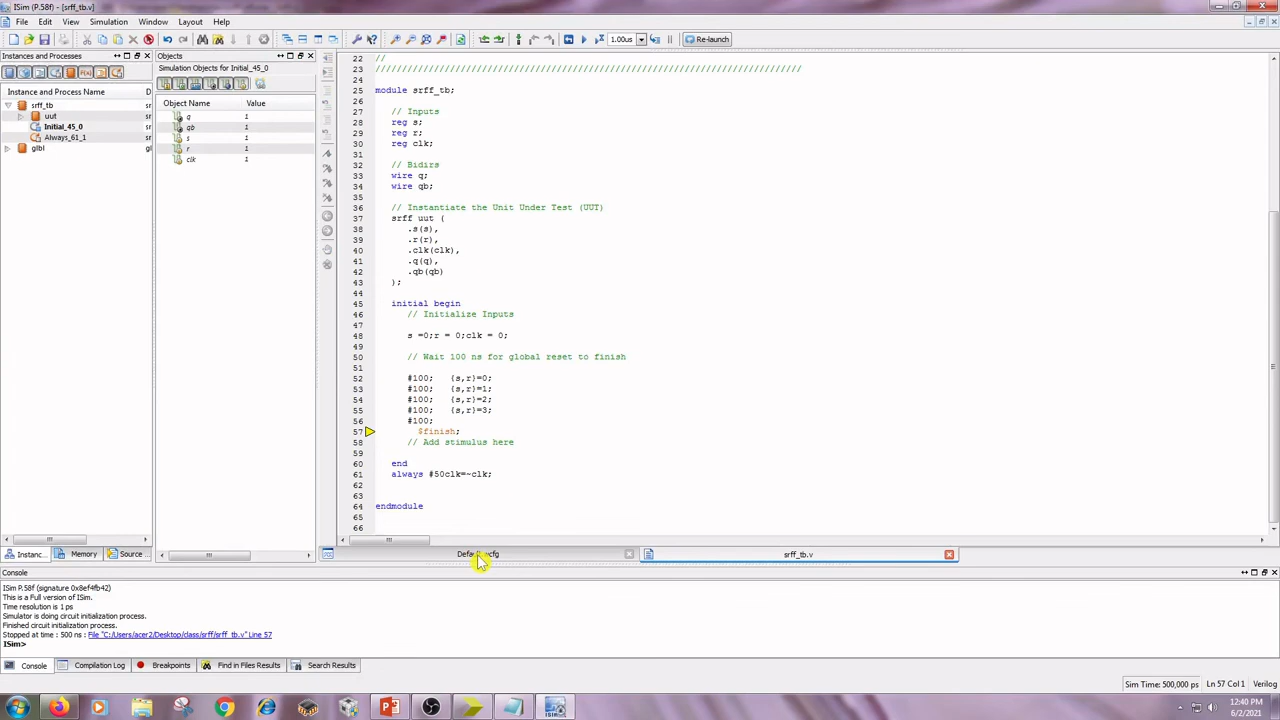 ISim (P.58f) - [srff_tb.v]
File Edit View Simulation Window Layout Help
1.00us Re-launch
Instances and Processes
Instance and Process Name D
srff_tb sr
uut sr
Initial_45_0 sr
Always_61_1 sr
glbl gl
Objects
Simulation Objects for Initial_45_0
Object Name Value
q 1
qb 1
s 1
r 1
clk 1
22 //
23 ////////////////////////////////////////////////////////////////////////////////
24
25 module srff_tb;
26
27 // Inputs
28 reg s;
29 reg r;
30 reg clk;
31
32 // Bidirs
33 wire q;
34 wire qb;
35
36 // Instantiate the Unit Under Test (UUT)
37 srff uut (
38 .s(s),
39 .r(r),
40 .clk(clk),
41 .q(q),
42 .qb(qb)
43 );
44
45 initial begin
46 // Initialize Inputs
47
48 s =0;r = 0;clk = 0;
49
50 // Wait 100 ns for global reset to finish
51
52 #100; {s,r}=0;
53 #100; {s,r}=1;
54 #100; {s,r}=2;
55 #100; {s,r}=3;
56 #100;
57 $finish;
58 // Add stimulus here
59
60 end
61 always #50clk=~clk;
62
63
64 endmodule
65
66
Instanc... Memory Source ...
Default.wcfg srff_tb.v
Console
ISim P.58f (signature 0x8ef4fb42)
This is a Full version of ISim.
Time resolution is 1 ps
Simulator is doing circuit initialization process.
Finished circuit initialization process.
Stopped at time : 500 ns : File "C:/Users/acer2/Desktop/class/srff/srff_tb.v" Line 57
ISim>
Console Compilation Log Breakpoints Find in Files Results Search Results
Sim Time: 500,000 ps Ln 57 Col 1 Verilog
12:40 PM
6/2/2021